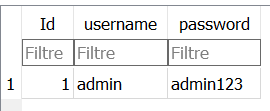 Id username password
Filtre Filtre Filtre
1 1 admin admin123